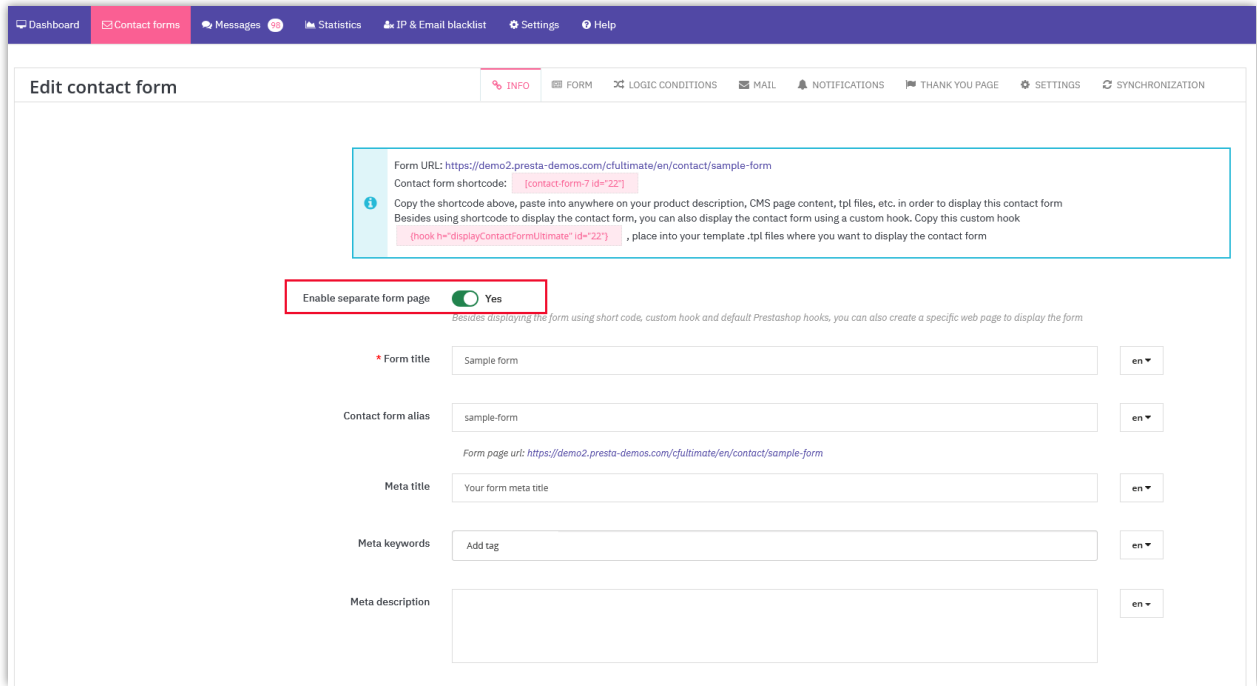 Dashboard Contact forms Messages 98 Statistics IP & Email blacklist Settings Help
Edit contact form INFO FORM LOGIC CONDITIONS MAIL NOTIFICATIONS THANK YOU PAGE SETTINGS SYNCHRONIZATION
Form URL: https://demo2.presta-demos.com/cfultimate/en/contact/sample-form
Contact form shortcode: [contact-form-7 id="22"]
Copy the shortcode above, paste into anywhere on your product description, CMS page content, tpl files, etc. in order to display this contact form
Besides using shortcode to display the contact form, you can also display the contact form using a custom hook. Copy this custom hook
{hook h="displayContactFormUltimate" id="22"} , place into your template .tpl files where you want to display the contact form
Enable separate form page Yes
Besides displaying the form using short code, custom hook and default Prestashop hooks, you can also create a specific web page to display the form
* Form title Sample form en
Contact form alias sample-form en
Form page url: https://demo2.presta-demos.com/cfultimate/en/contact/sample-form
Meta title Your form meta title en
Meta keywords Add tag en
Meta description en